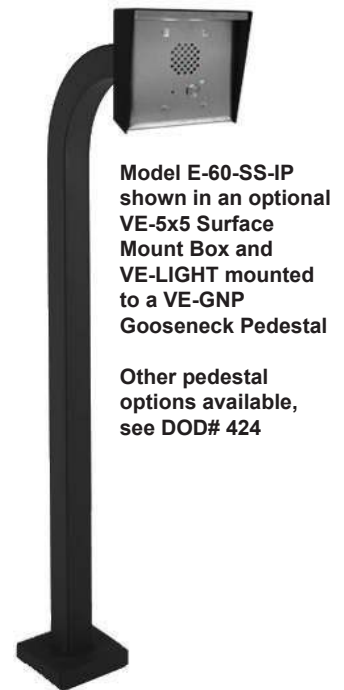 Model E-60-SS-IP
shown in an optional
VE-5x5 Surface
Mount Box and
VE-LIGHT mounted
to a VE-GNP
Gooseneck Pedestal
Other pedestal
options available,
see DOD# 424